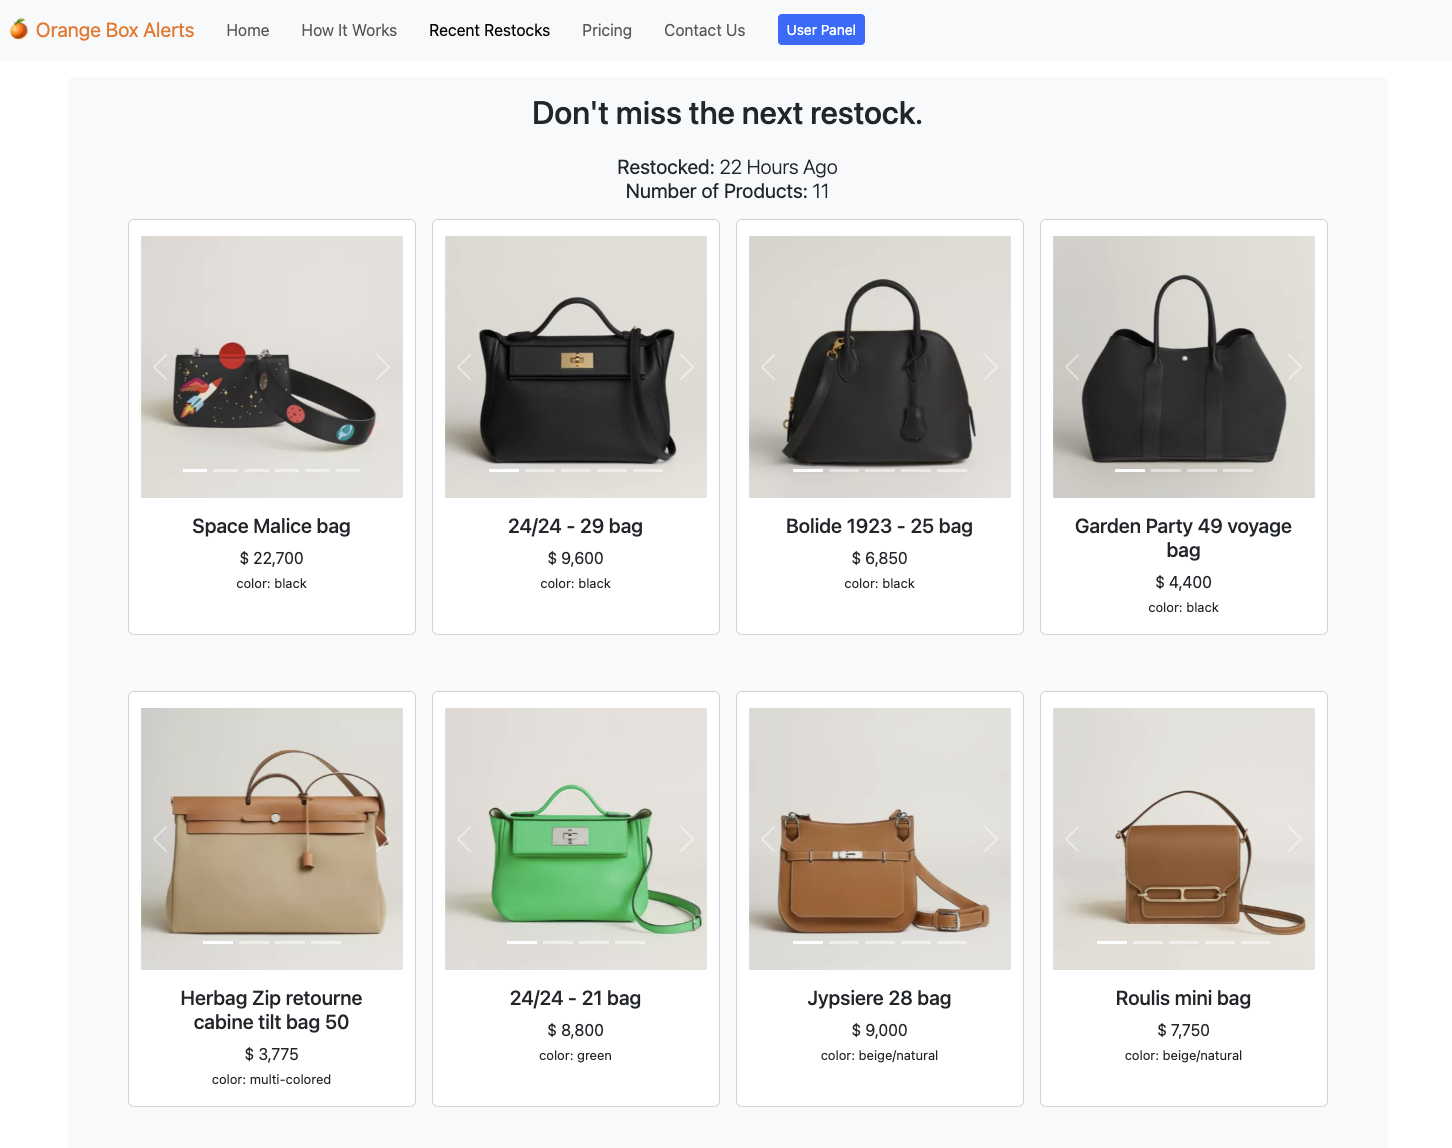 Orange Box Alerts
Home
How It Works
Recent Restocks
Pricing
Contact Us
User Panel
Don't miss the next restock.
Restocked: 22 Hours Ago
Number of Products: 11
Space Malice bag
$ 22,700
color: black
24/24 - 29 bag
$ 9,600
color: black
Bolide 1923 - 25 bag
$ 6,850
color: black
Garden Party 49 voyage
bag
$ 4,400
color: black
Herbag Zip retourne
cabine tilt bag 50
$ 3,775
color: multi-colored
24/24 - 21 bag
$ 8,800
color: green
Jypsiere 28 bag
$ 9,000
color: beige/natural
Roulis mini bag
$ 7,750
color: beige/natural